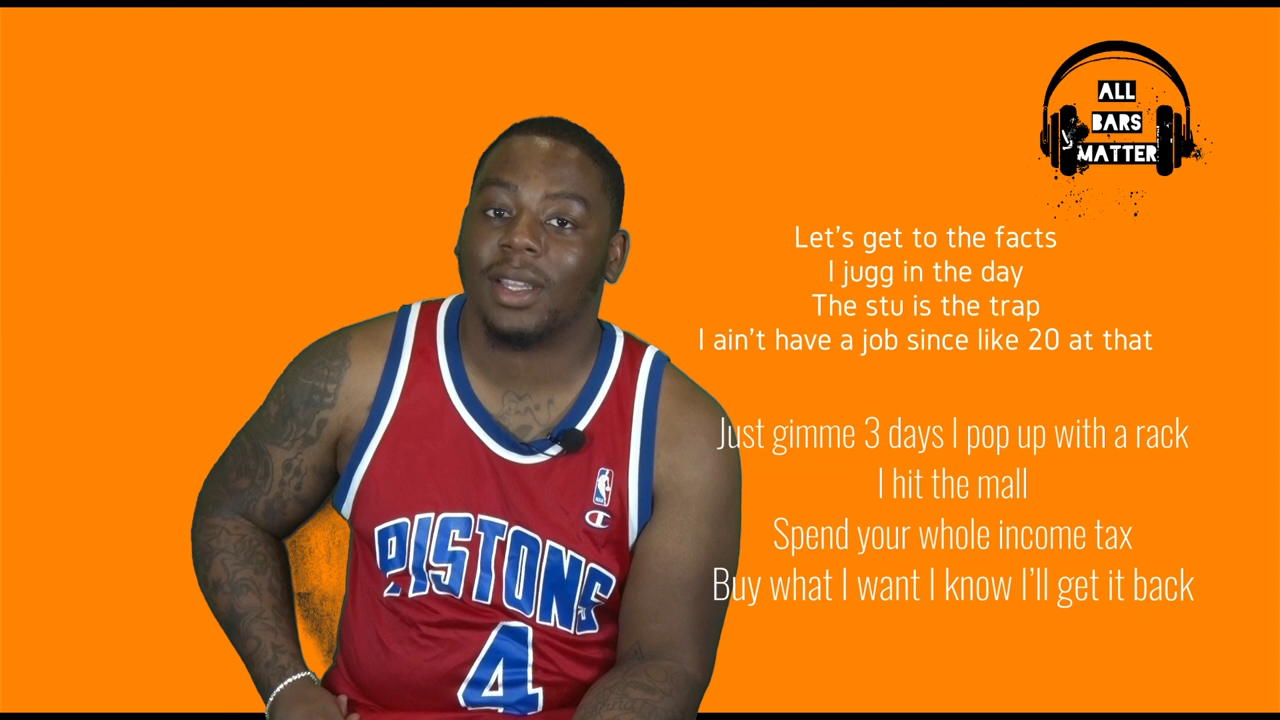 ALL
BARS
MATTER
Let's get to the facts
I jugg in the day
The stu is the trap
I ain't have a job since like 20 at that
Just gimme 3 days I pop up with a rack
I hit the mall
Spend your whole income tax
Buy what I want I know I'll get it back
PISTONS
4